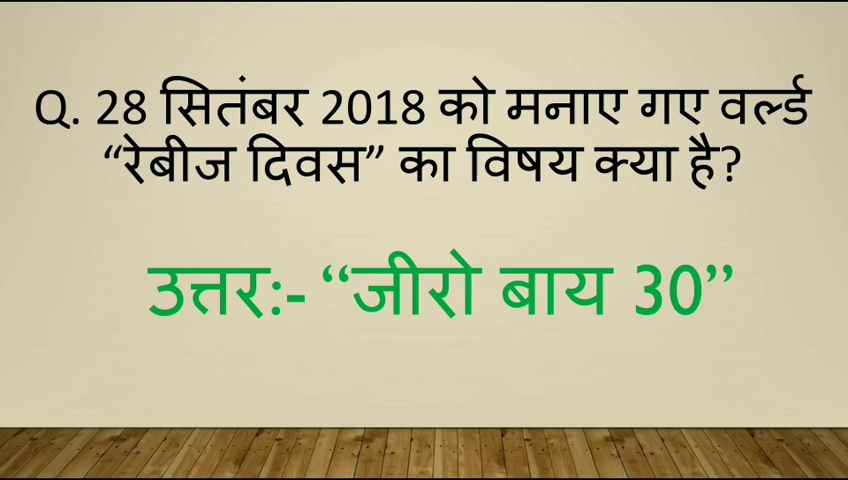 Q. 28 सितंबर 2018 को मनाए गए वर्ल्ड
“रेबीज दिवस” का विषय क्या है?
उत्तर:- “जीरो बाय 30”